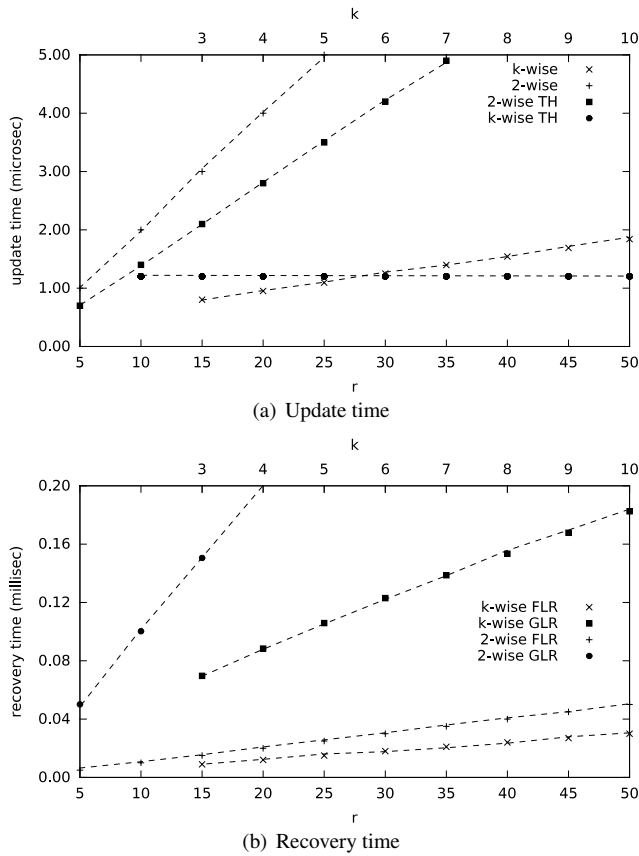 k
3 4 5 6 7 8 9 10
5.00
4.00
3.00
2.00
1.00
0.00
update time (microsec)
k-wise
2-wise
2-wise TH
k-wise TH
5 10 15 20 25 30 35 40 45 50
r
(a) Update time
k
3 4 5 6 7 8 9 10
0.20
0.16
0.12
0.08
0.04
0.00
recovery time (millisec)
k-wise FLR
k-wise GLR
2-wise FLR
2-wise GLR
5 10 15 20 25 30 35 40 45 50
r
(b) Recovery time